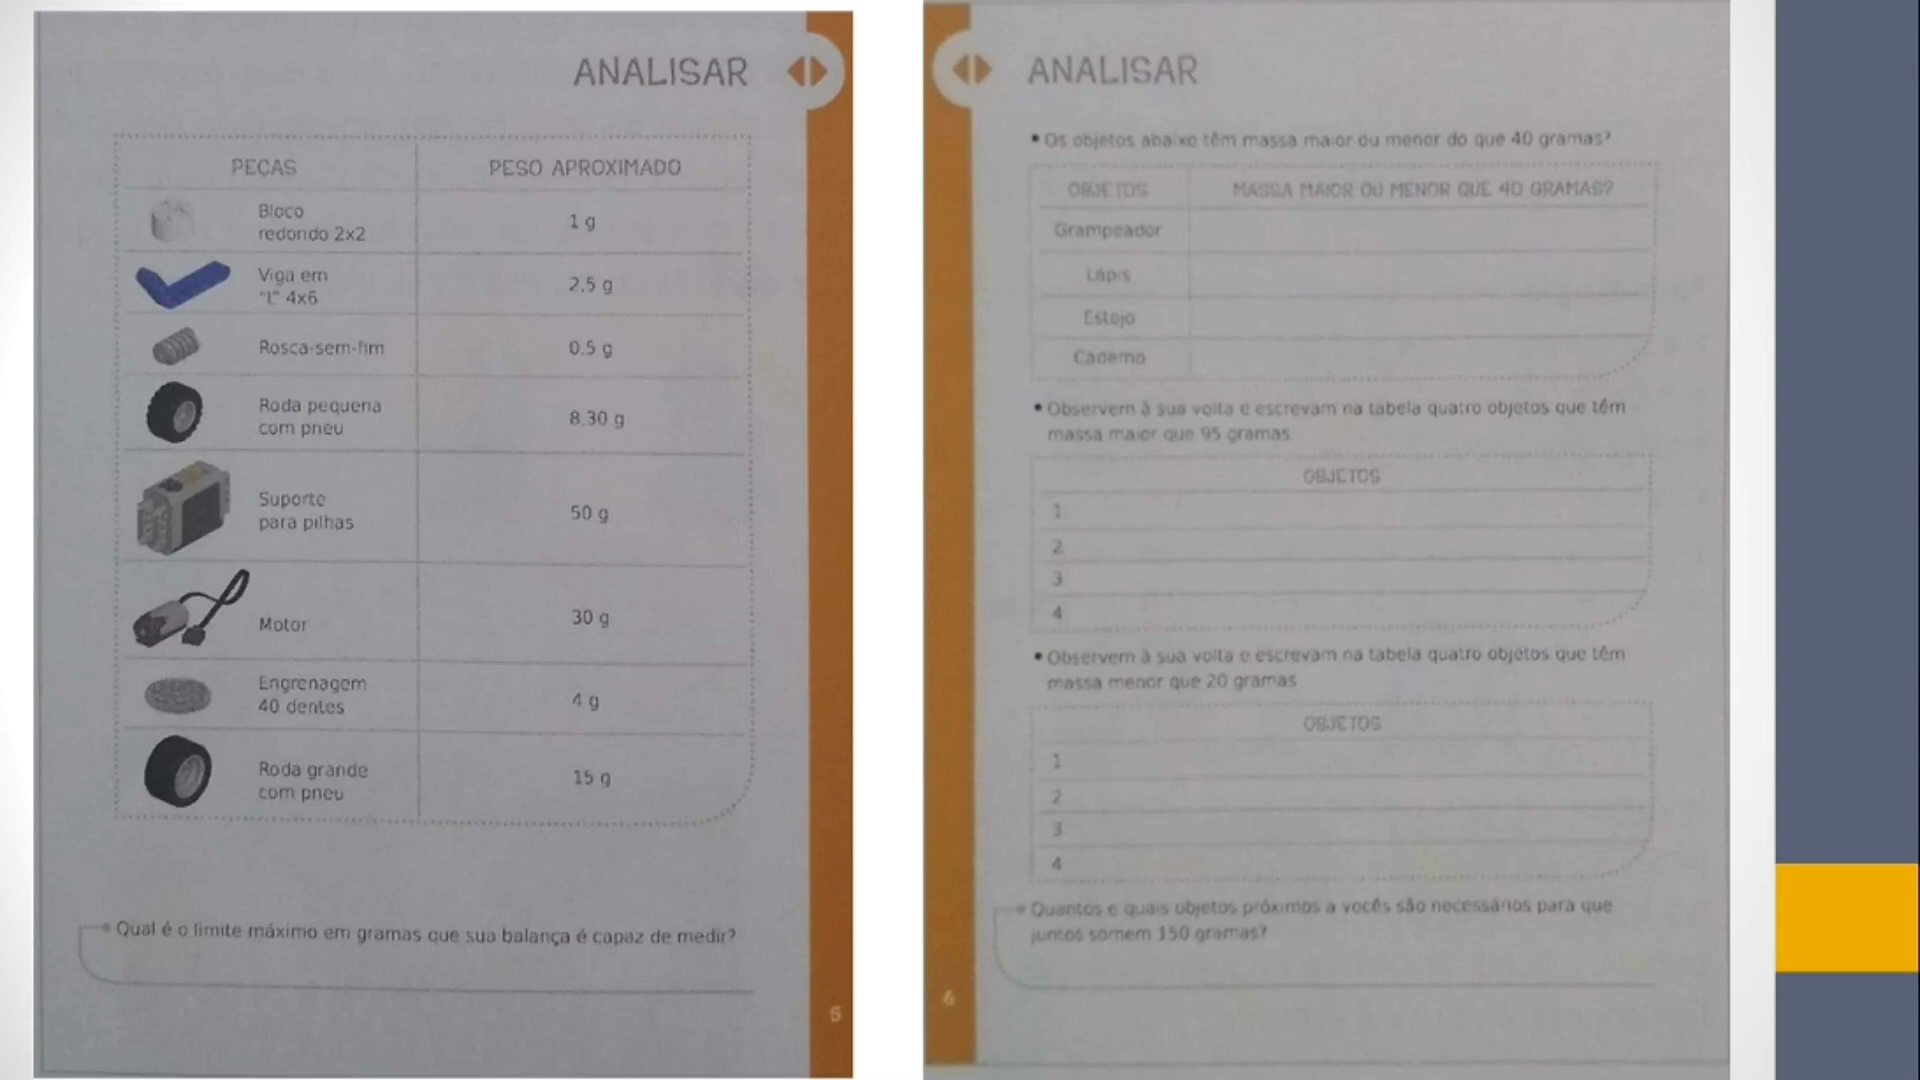 ANALISAR
PEÇAS PESO APROXIMADO
Bloco
redondo 2x2
1 g
Viga em
"L" 4x6
2.5 g
Rosca-sem-fim 0.5 g
Roda pequena
com pneu
8.30 g
Suporte
para pilhas
50 g
Motor 30 g
Engrenagem
40 dentes
4 g
Roda grande
com pneu
15 g
Qual é o limite máximo em gramas que sua balança é capaz de medir?
5
ANALISAR
• Os objetos abaixo têm massa maior ou menor do que 40 gramas?
OBJETOS MASSA MAIOR OU MENOR QUE 40 GRAMAS?
Grampeador
Lápis
Estojo
Caderno
• Observem à sua volta e escrevam na tabela quatro objetos que têm
massa maior que 95 gramas
OBJETOS
1
2
3
4
• Observem à sua volta e escrevam na tabela quatro objetos que têm
massa menor que 20 gramas
OBJETOS
1
2
3
4
Quantos e quais objetos próximos a vocês são necessários para que
juntos somem 150 gramas?
6